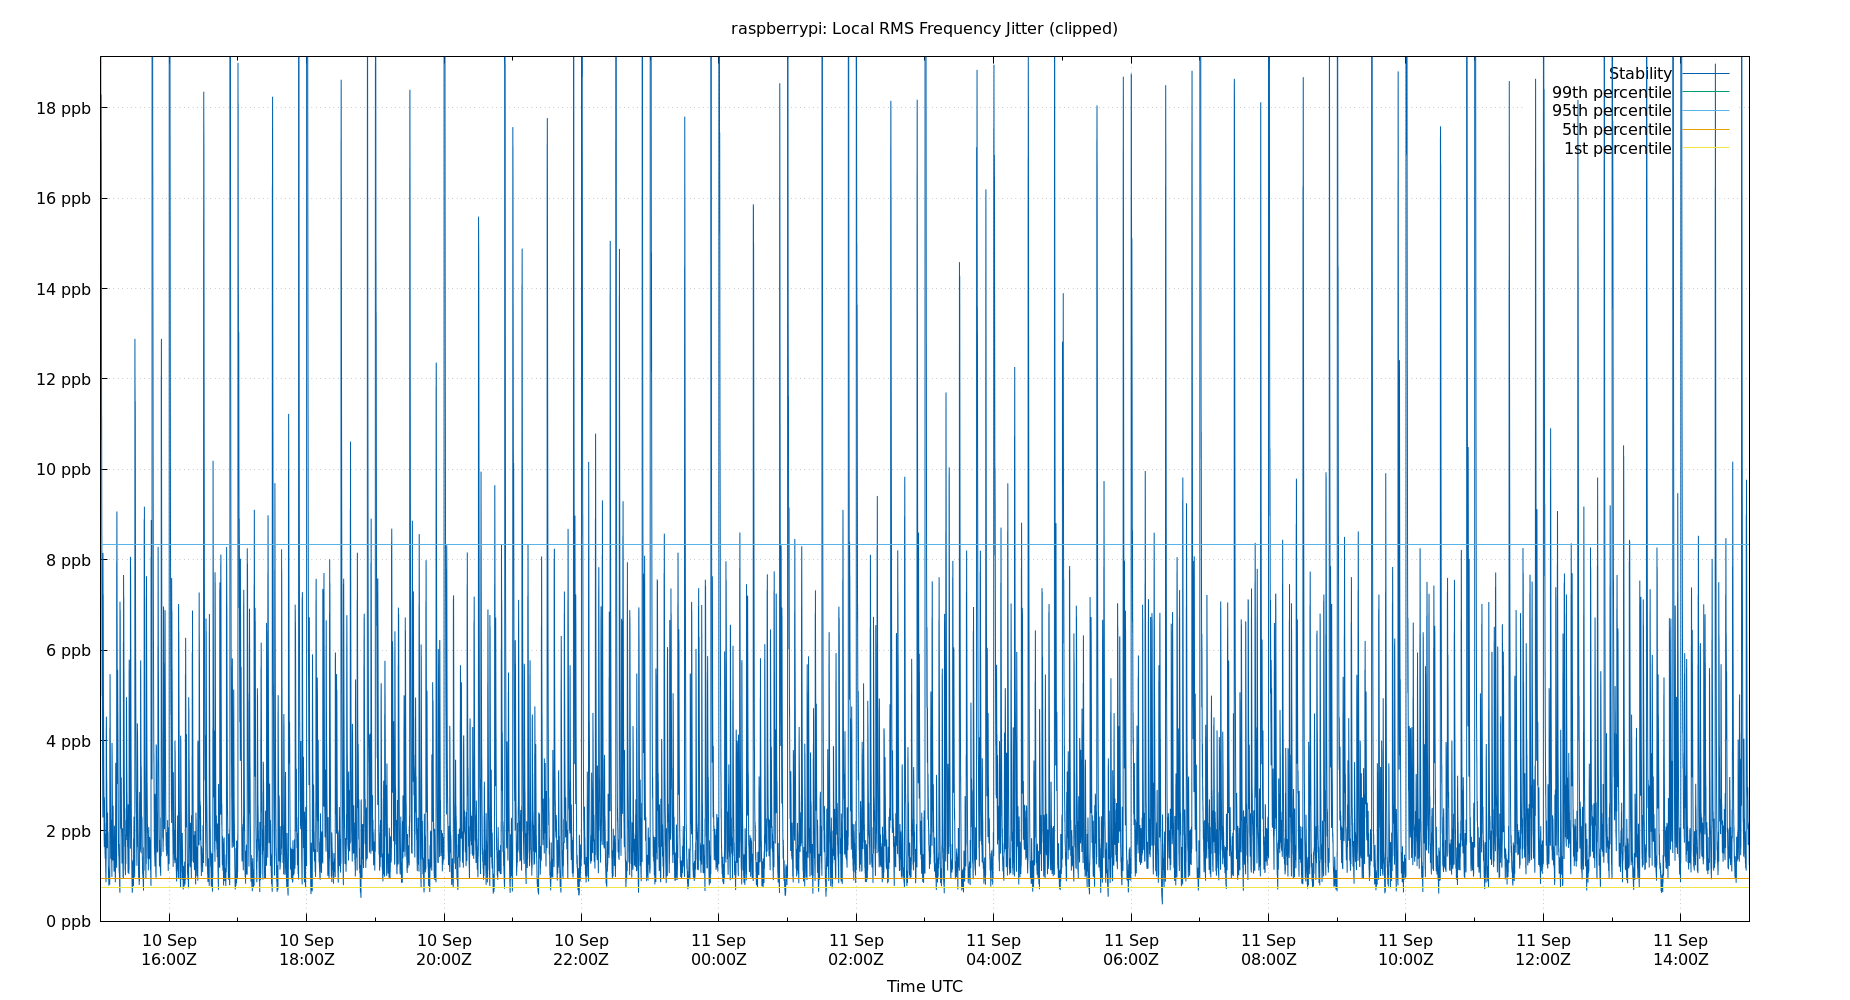 raspberrypi: Local RMS Frequency Jitter (clipped)
Stability
99th percentile
95th percentile
5th percentile
1st percentile
18 ppb
16 ppb
14 ppb
12 ppb
10 ppb
8 ppb
6 ppb
4 ppb
2 ppb
0 ppb
10 Sep 10 Sep 10 Sep 10 Sep 11 Sep 11 Sep 11 Sep 11 Sep 11 Sep 11 Sep 11 Sep 11 Sep
16:00Z 18:00Z 20:00Z 22:00Z 00:00Z 02:00Z 04:00Z 06:00Z 08:00Z 10:00Z 12:00Z 14:00Z
Time UTC